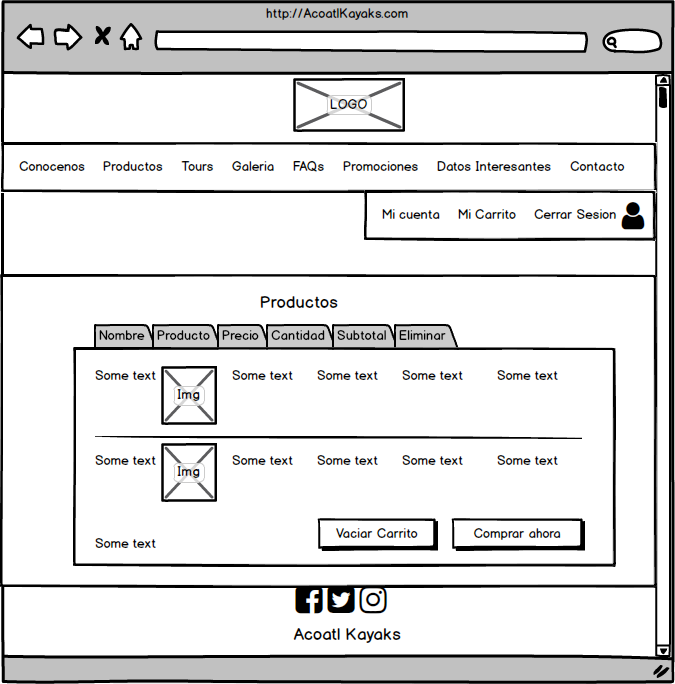 http://AcoatlKayaks.com
LOGO
Conocenos Productos Tours Galeria FAQs Promociones Datos Interesantes Contacto
Mi cuenta Mi Carrito Cerrar Sesion
Productos
Nombre Producto Precio Cantidad Subtotal Eliminar
Some text Img Some text Some text Some text Some text
Some text Img Some text Some text Some text Some text
Vaciar Carrito Comprar ahora
Some text
Acoatl Kayaks